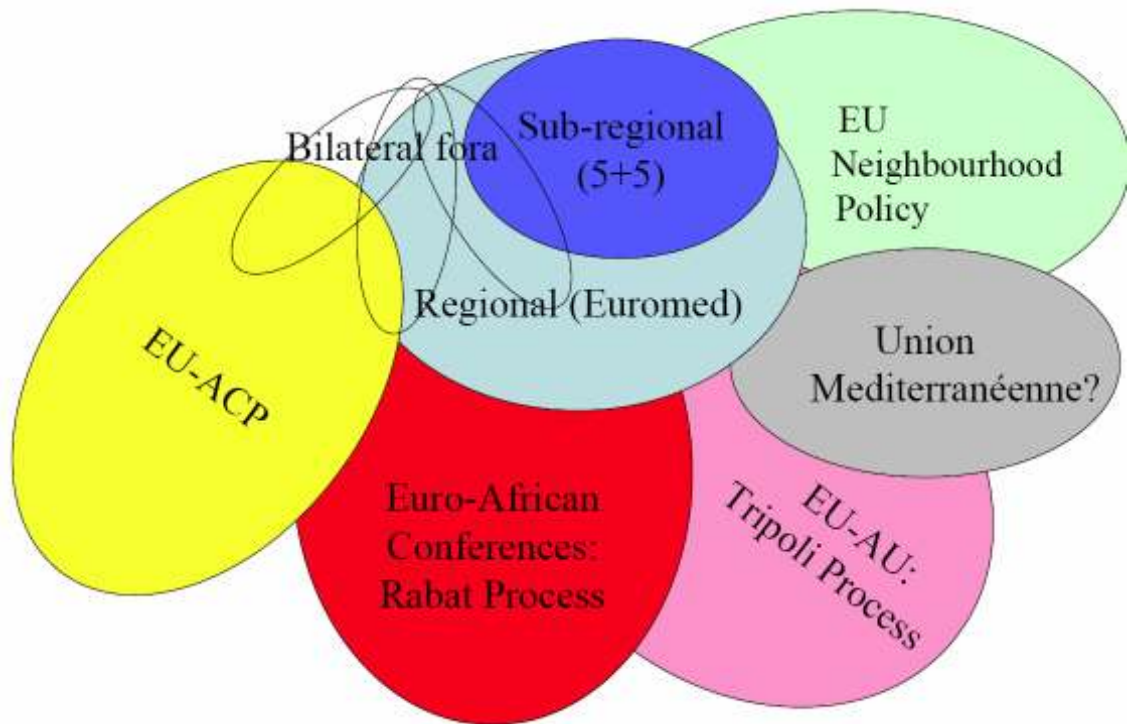 Bilateral fora
Sub-regional
(5+5)
EU
Neighbourhood
Policy
Regional (Euromed)
EU-ACP
Union
Mediterranéenne?
Euro-African
Conferences:
Rabat Process
EU-AU:
Tripoli Process